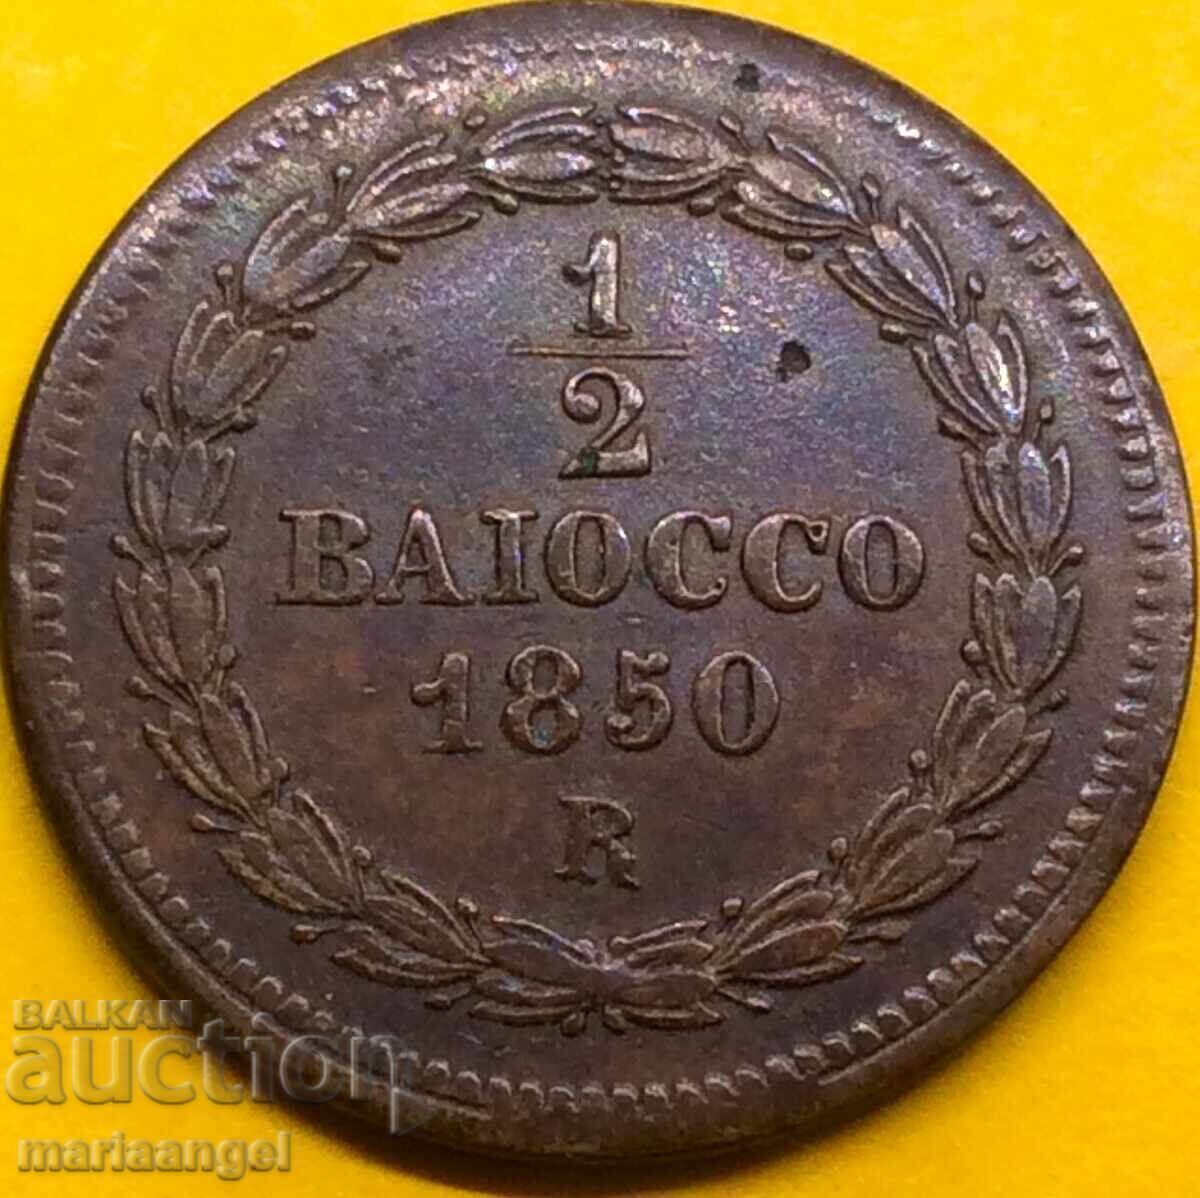 1
2
BAIOCCO
1850
R
BALKAN
auction
mariaangel